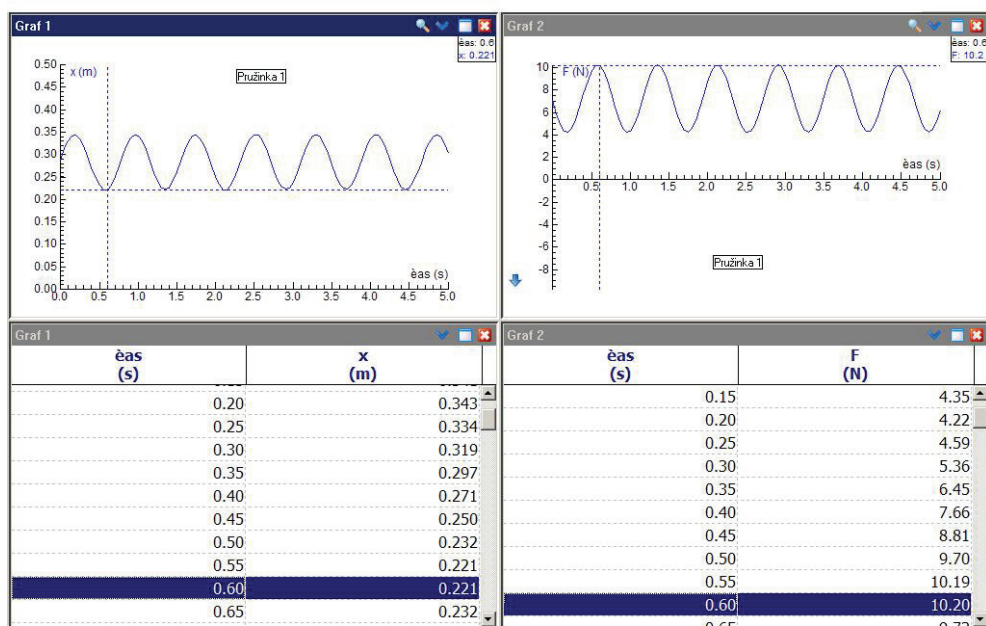 Graf 1
èas: 0.6
x: 0.221
x (m)
Pružinka 1
0.50
0.45
0.40
0.35
0.30
0.25
0.20
0.15
0.10
0.05
0.00
èas (s)
0.0 0.5 1.0 1.5 2.0 2.5 3.0 3.5 4.0 4.5 5.0
Graf 2
èas: 0.6
F: 10.2
F (N)
10
8
6
4
2
0
èas (s)
0.5 1.0 1.5 2.0 2.5 3.0 3.5 4.0 4.5 5.0
-2
-4
-6
-8
Pružinka 1
Graf 1
èas x
(s) (m)
0.20 0.343
0.25 0.334
0.30 0.319
0.35 0.297
0.40 0.271
0.45 0.250
0.50 0.232
0.55 0.221
0.60 0.221
0.65 0.232
Graf 2
èas F
(s) (N)
0.15 4.35
0.20 4.22
0.25 4.59
0.30 5.36
0.35 6.45
0.40 7.66
0.45 8.81
0.50 9.70
0.55 10.19
0.60 10.20